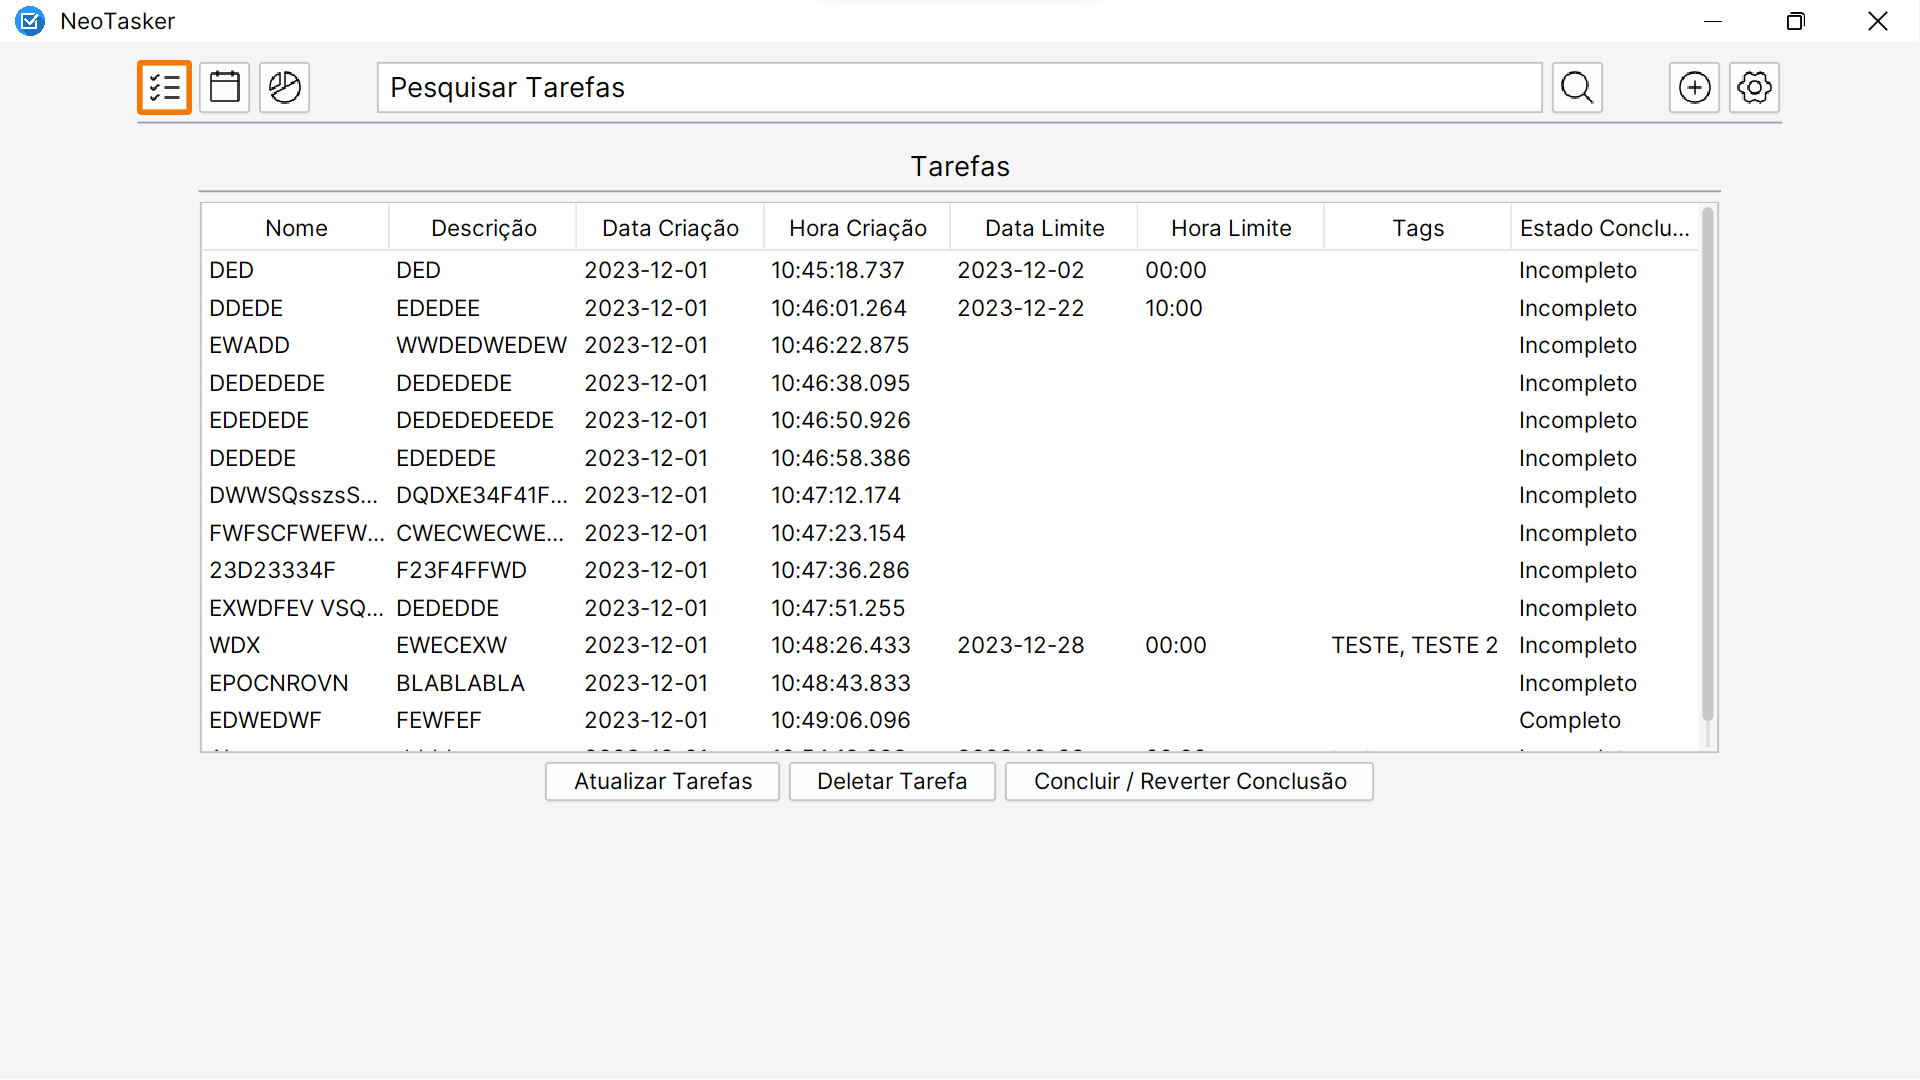 NeoTasker
Pesquisar Tarefas
Tarefas
Nome Descrição Data Criação Hora Criação Data Limite Hora Limite Tags Estado Conclu...
DED DED 2023-12-01 10:45:18.737 2023-12-02 00:00 Incompleto
DDEDE EDEDEE 2023-12-01 10:46:01.264 2023-12-22 10:00 Incompleto
EWADD WWDEDWEDEW 2023-12-01 10:46:22.875 Incompleto
DEDEDEDE DEDEDEDE 2023-12-01 10:46:38.095 Incompleto
EDEDEDE DEDEDEDEEDE 2023-12-01 10:46:50.926 Incompleto
DEDEDE EDEDEDE 2023-12-01 10:46:58.386 Incompleto
DWWSQsszsS... DQDXE34F41F... 2023-12-01 10:47:12.174 Incompleto
FWFSCFWEFW... CWECWECWE... 2023-12-01 10:47:23.154 Incompleto
23D23334F F23F4FFWD 2023-12-01 10:47:36.286 Incompleto
EXWDFEV VSQ... DEDEDDE 2023-12-01 10:47:51.255 Incompleto
WDX EWECEXW 2023-12-01 10:48:26.433 2023-12-28 00:00 TESTE, TESTE 2 Incompleto
EPOCNROVN BLABLABLA 2023-12-01 10:48:43.833 Incompleto
EDWEDWF FEWFEF 2023-12-01 10:49:06.096 Completo
Atualizar Tarefas Deletar Tarefa Concluir / Reverter Conclusão